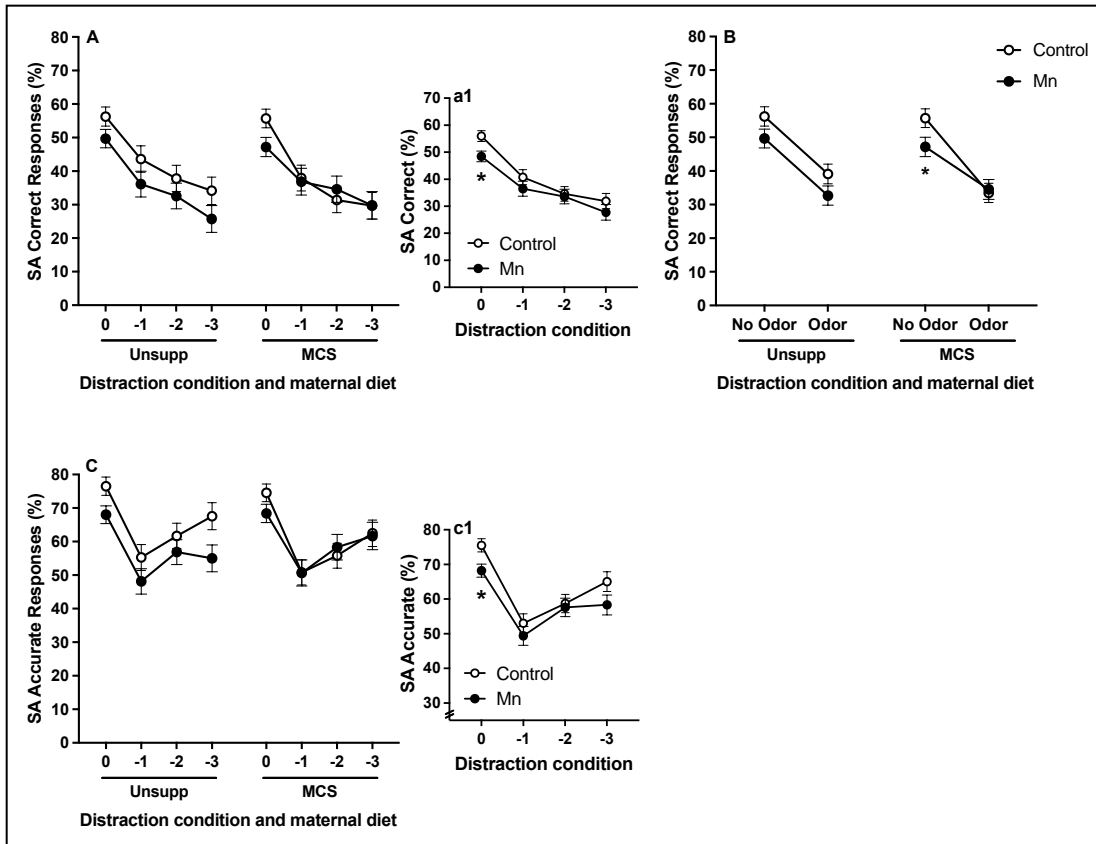 A
80
70
60
50
40
30
20
10
0
SA Correct Responses (%)
0 -1 -2 -3 0 -1 -2 -3
Unsupp MCS
Distraction condition and maternal diet
a1
70
60
50
40
30
20
10
0
SA Correct (%)
*
Control
Mn
0 -1 -2 -3
Distraction condition
B
80
70
60
50
40
30
20
10
0
SA Correct Responses (%)
Control
Mn
*
No Odor Odor No Odor Odor
Unsupp MCS
Distraction condition and maternal diet
C
80
70
60
50
40
30
20
10
0
SA Accurate Responses (%)
0 -1 -2 -3 0 -1 -2 -3
Unsupp MCS
Distraction condition and maternal diet
c1
80
70
60
50
40
30
SA Accurate (%)
*
Control
Mn
0 -1 -2 -3
Distraction condition